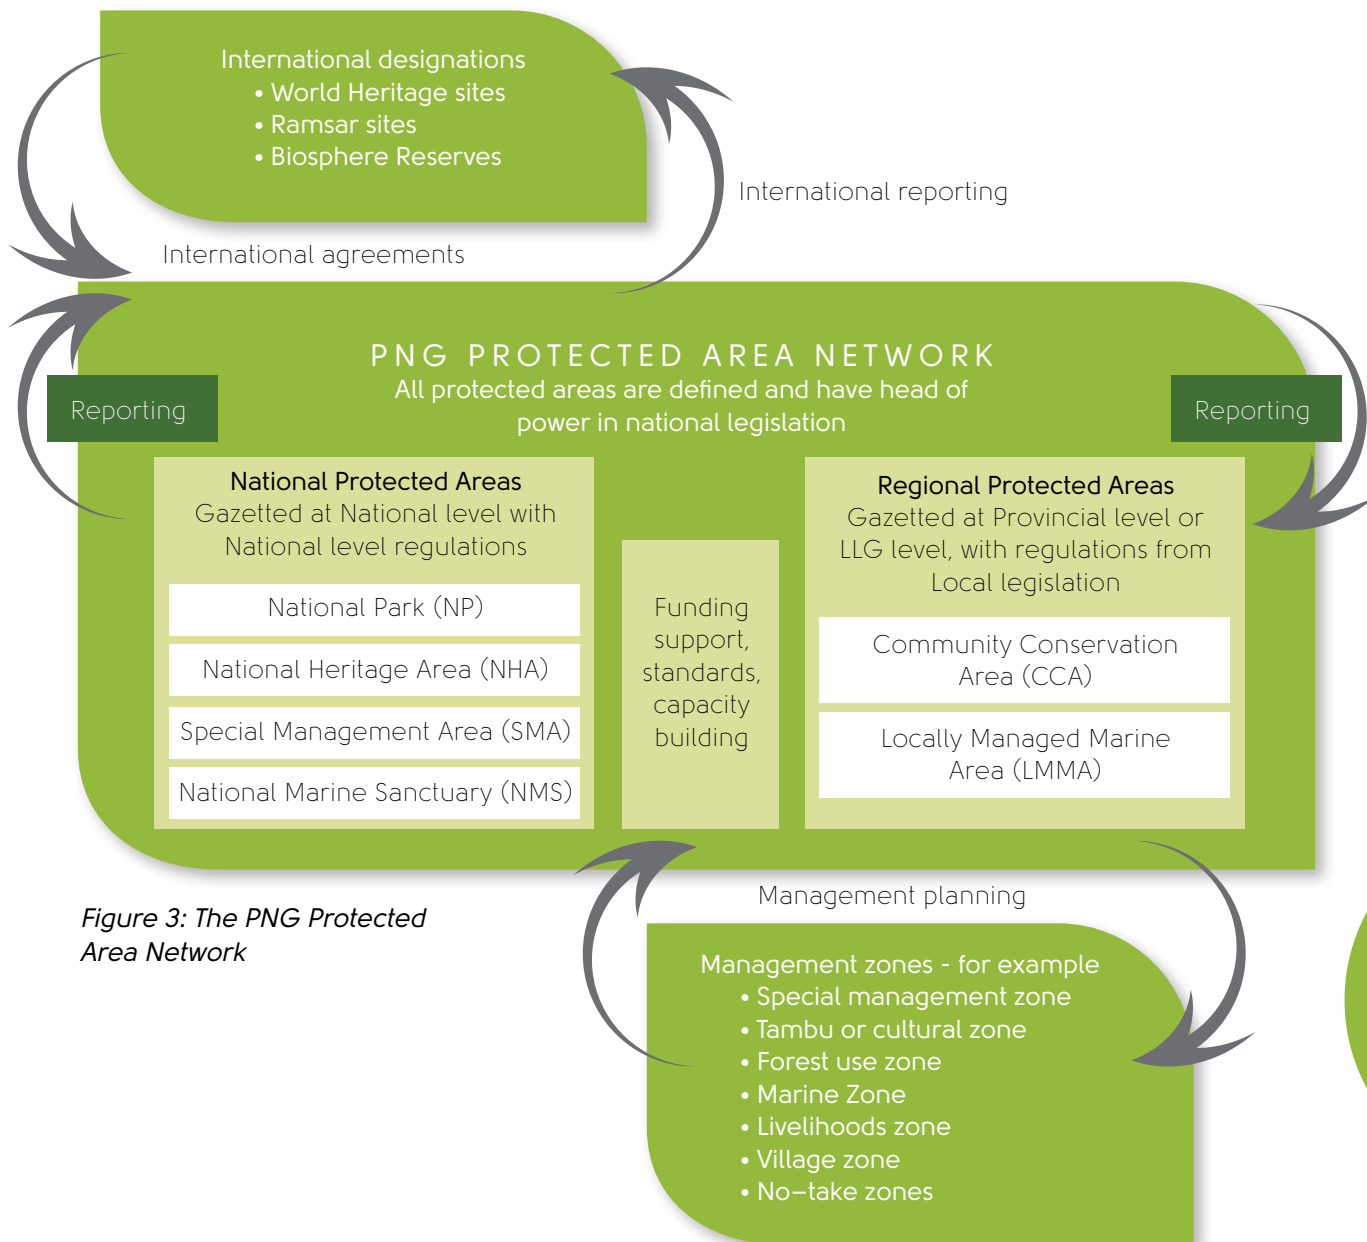 International designations
• World Heritage sites
• Ramsar sites
• Biosphere Reserves
International reporting
International agreements
PNG PROTECTED AREA NETWORK
All protected areas are defined and have head of
power in national legislation
Reporting
Reporting
National Protected Areas
Gazetted at National level with
National level regulations
National Park (NP)
National Heritage Area (NHA)
Special Management Area (SMA)
National Marine Sanctuary (NMS)
Funding
support,
standards,
capacity
building
Regional Protected Areas
Gazetted at Provincial level or
LLG level, with regulations from
Local legislation
Community Conservation
Area (CCA)
Locally Managed Marine
Area (LMMA)
Management planning
Figure 3: The PNG Protected
Area Network
Management zones - for example
• Special management zone
• Tambu or cultural zone
• Forest use zone
• Marine Zone
• Livelihoods zone
• Village zone
• No–take zones